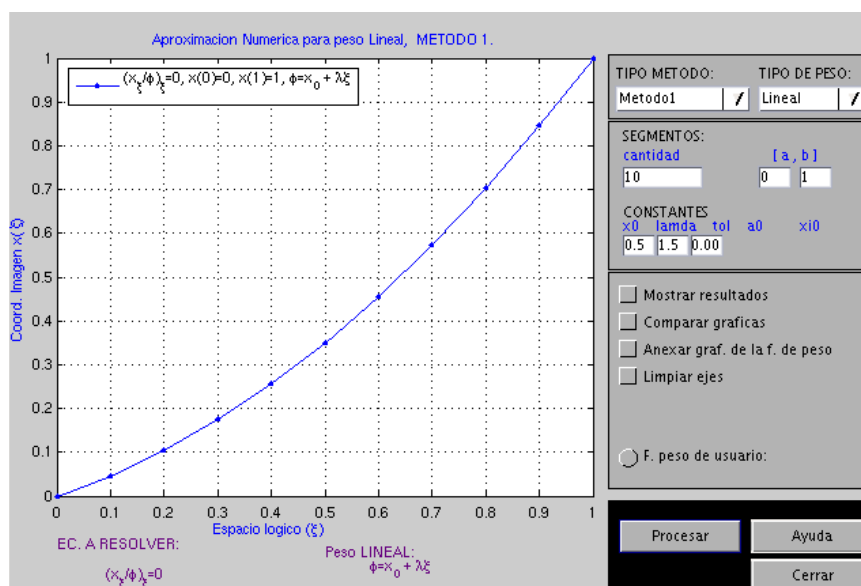 Aproximacion Numerica para peso Lineal, METODO 1.
(x_ξ/ϕ)_ξ=0, x(0)=0, x(1)=1, ϕ=x_0 + λξ
1
0.9
0.8
0.7
0.6
0.5
0.4
0.3
0.2
0.1
0
Coord. Imagen x(ξ)
0 0.1 0.2 0.3 0.4 0.5 0.6 0.7 0.8 0.9 1
Espacio logico (ξ)
EC. A RESOLVER:
(x_ξ/ϕ)_ξ=0
Peso LINEAL:
ϕ=x_0 + λξ
TIPO METODO: TIPO DE PESO:
Metodo1 Lineal
SEGMENTOS:
cantidad [ a , b ]
10 0 1
CONSTANTES
x0 lamda tol a0 xi0
0.5 1.5 0.00
Mostrar resultados
Comparar graficas
Anexar graf. de la f. de peso
Limpiar ejes
F. peso de usuario:
Procesar Ayuda
Cerrar